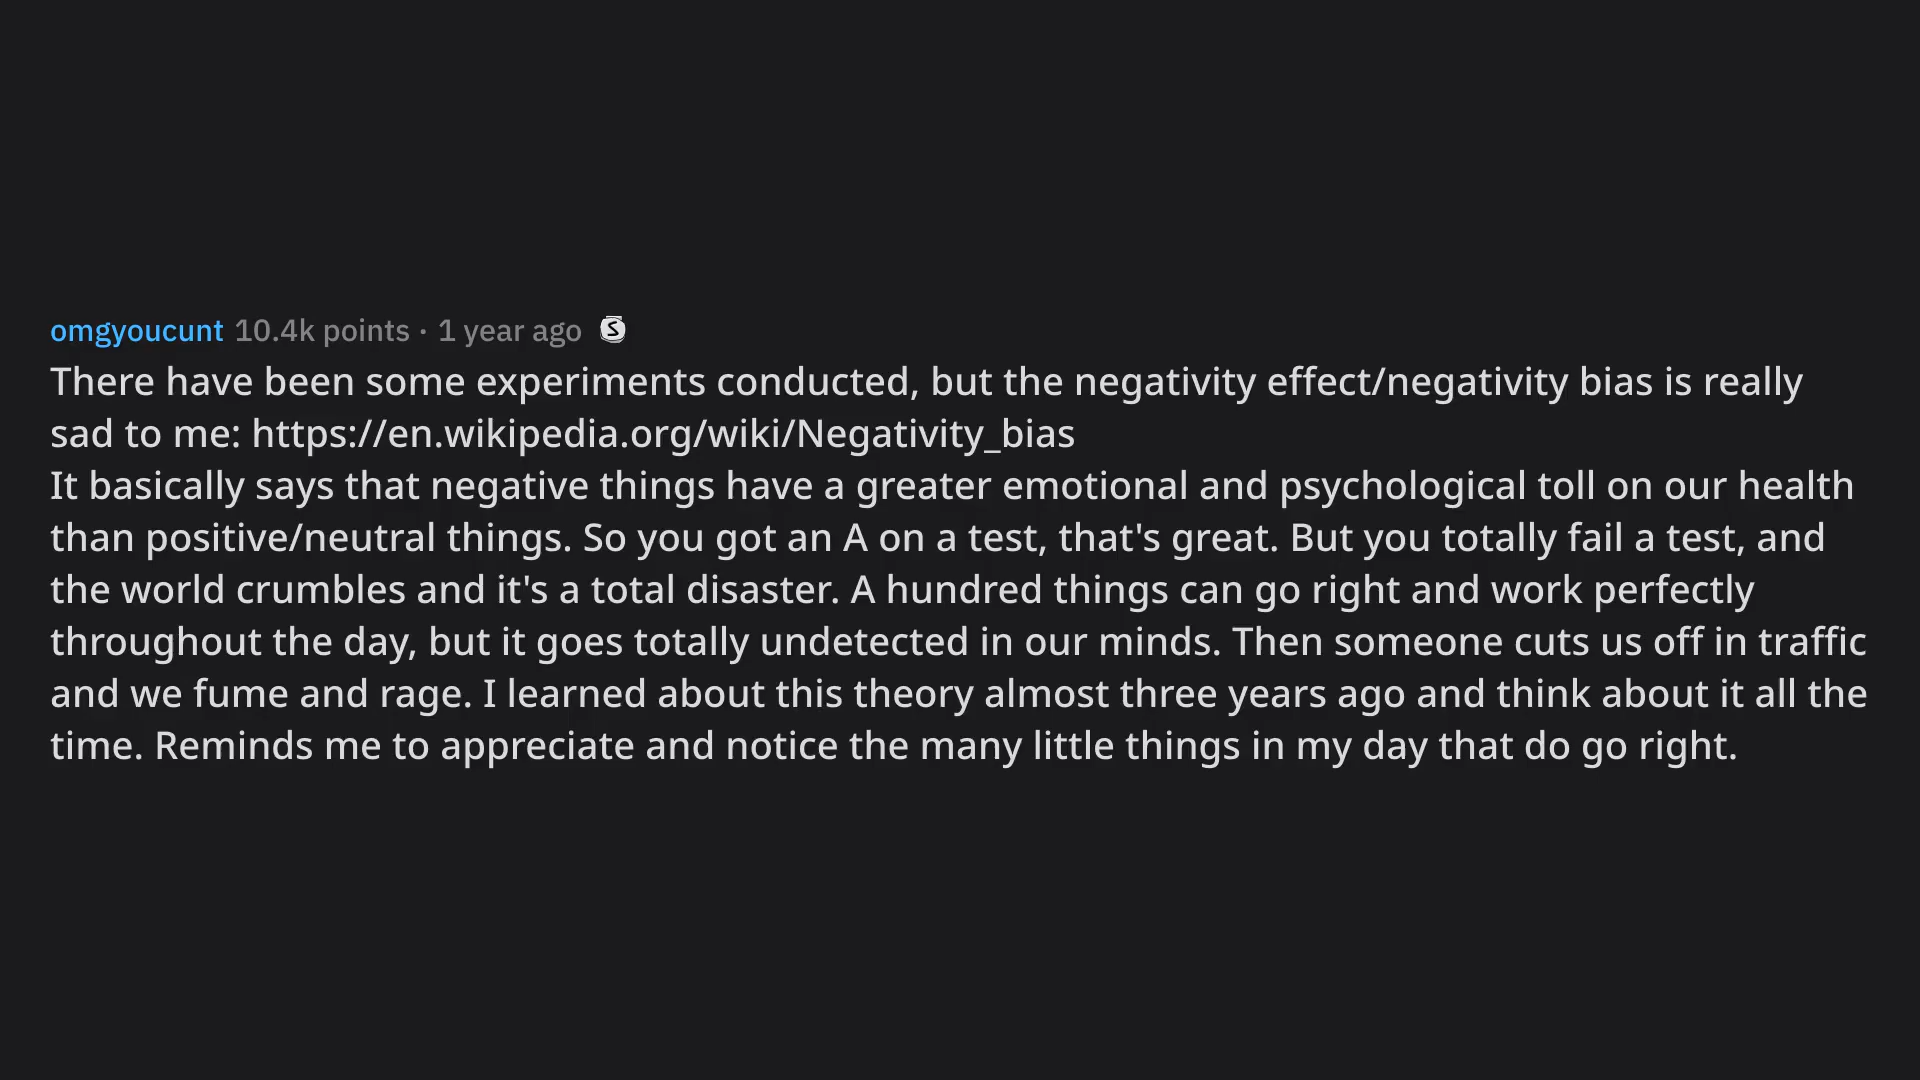 omgyoucunt 10.4k points · 1 year ago S
There have been some experiments conducted, but the negativity effect/negativity bias is really
sad to me: https://en.wikipedia.org/wiki/Negativity_bias
It basically says that negative things have a greater emotional and psychological toll on our health
than positive/neutral things. So you got an A on a test, that's great. But you totally fail a test, and
the world crumbles and it's a total disaster. A hundred things can go right and work perfectly
throughout the day, but it goes totally undetected in our minds. Then someone cuts us off in traffic
and we fume and rage. I learned about this theory almost three years ago and think about it all the
time. Reminds me to appreciate and notice the many little things in my day that do go right.